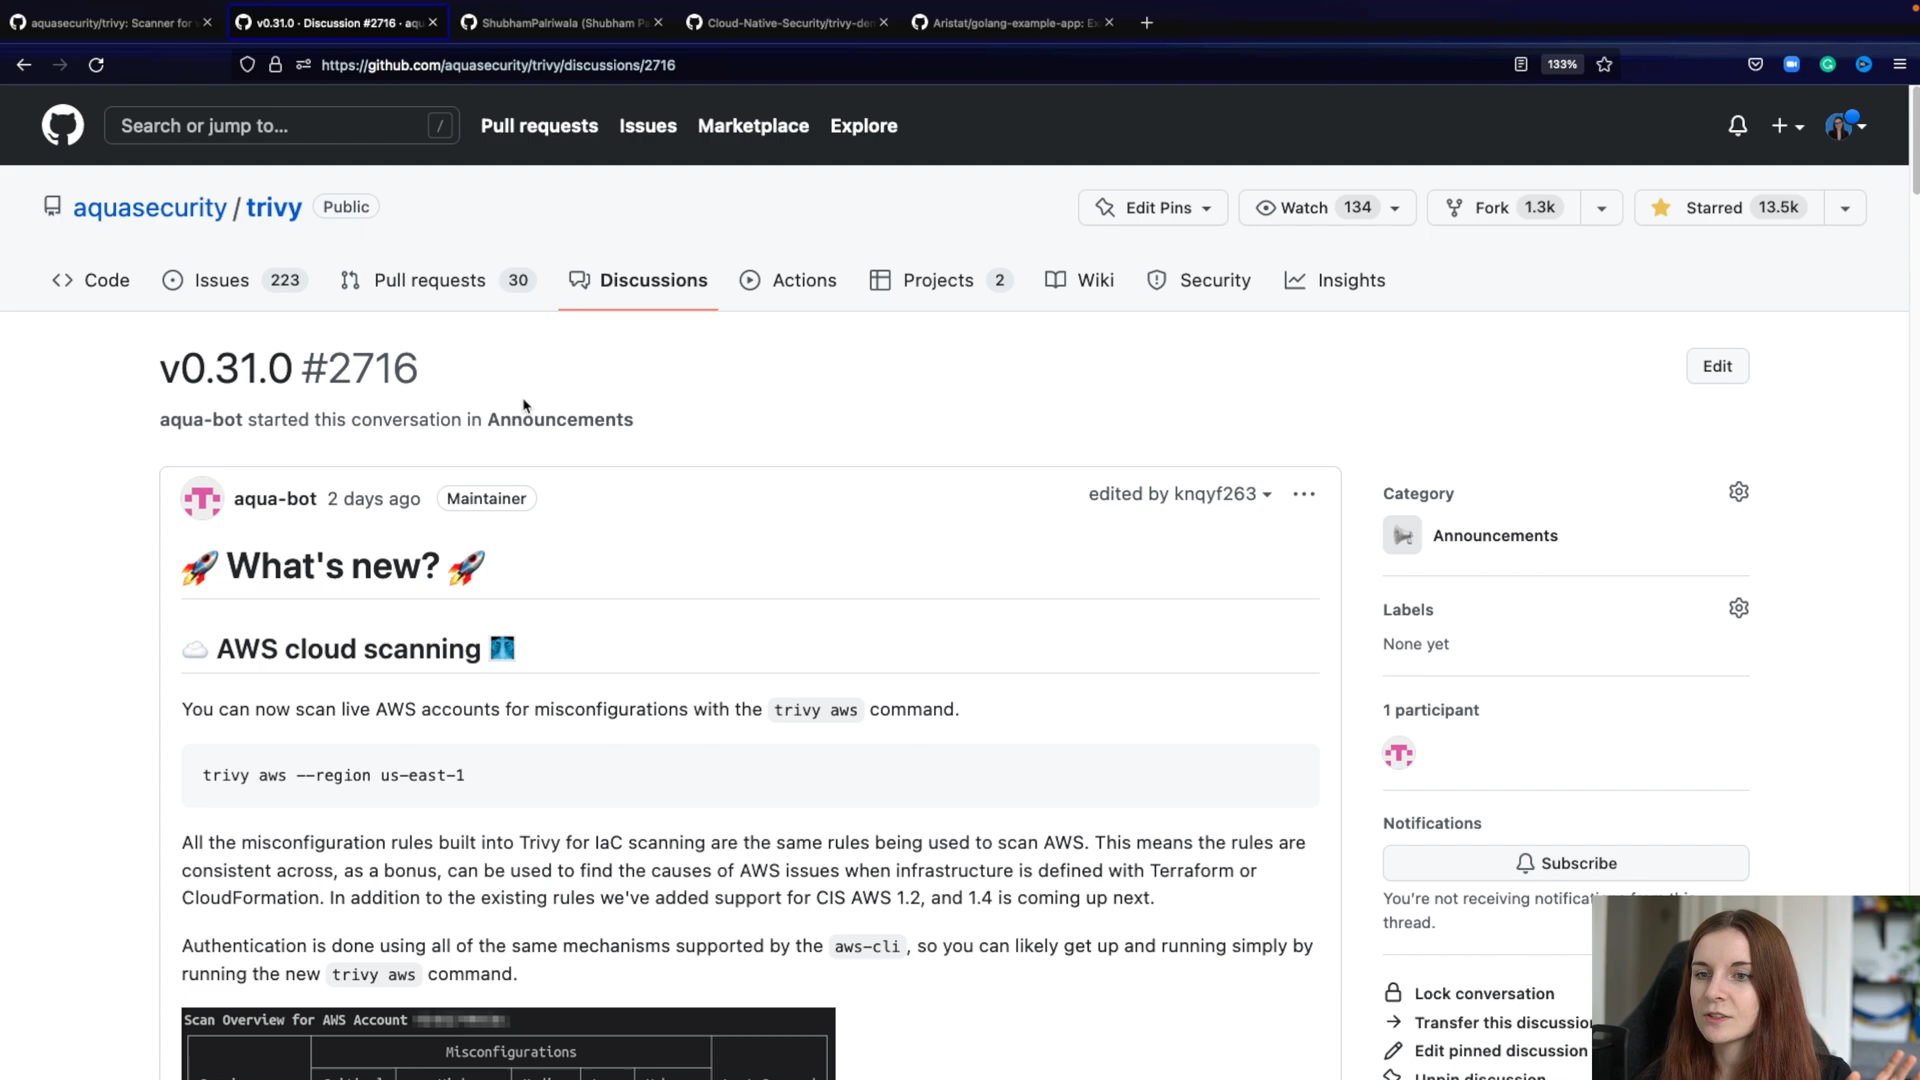 aquasecurity/trivy: Scanner for
v0.31.0 · Discussion #2716 · aqu
ShubhamPalriwala (Shubham Pa
Cloud-Native-Security/trivy-den
Aristat/golang-example-app: Ex
https://github.com/aquasecurity/trivy/discussions/2716
133%
Search or jump to...
/
Pull requests
Issues
Marketplace
Explore
aquasecurity / trivy
Public
Edit Pins
Watch 134
Fork 1.3k
Starred 13.5k
Code
Issues 223
Pull requests 30
Discussions
Actions
Projects 2
Wiki
Security
Insights
v0.31.0 #2716
Edit
aqua-bot started this conversation in Announcements
aqua-bot 2 days ago Maintainer
edited by knqyf263
🚀 What's new? 🚀
☁️ AWS cloud scanning 🩻
You can now scan live AWS accounts for misconfigurations with the trivy aws command.
trivy aws --region us-east-1
All the misconfiguration rules built into Trivy for IaC scanning are the same rules being used to scan AWS. This means the rules are
consistent across, as a bonus, can be used to find the causes of AWS issues when infrastructure is defined with Terraform or
CloudFormation. In addition to the existing rules we've added support for CIS AWS 1.2, and 1.4 is coming up next.
Authentication is done using all of the same mechanisms supported by the aws-cli, so you can likely get up and running simply by
running the new trivy aws command.
Scan Overview for AWS Account
Misconfigurations
Category
Announcements
Labels
None yet
1 participant
Notifications
Subscribe
You're not receiving notifications from this
thread.
Lock conversation
Transfer this discussion
Edit pinned discussion
Unpin discussion